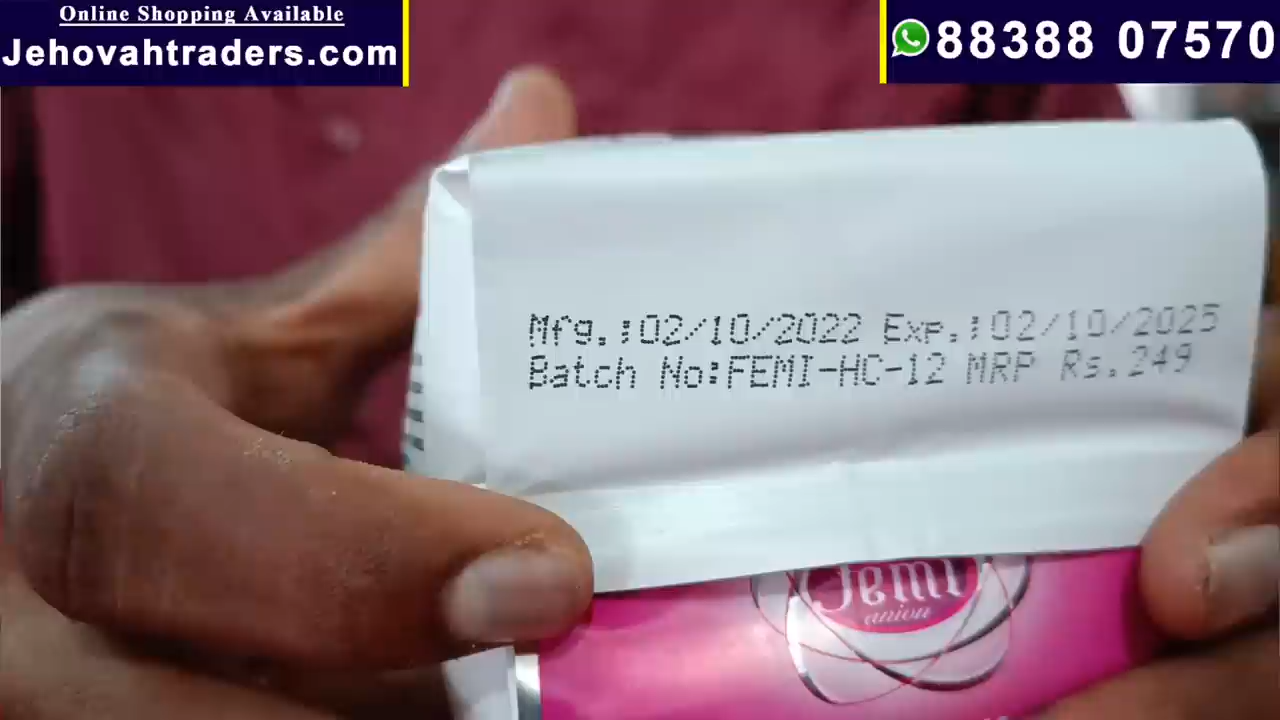 Online Shopping Available
Jehovahtraders.com
88388 07570
Mfg.:02/10/2022 Exp.:02/10/2025
Batch No:FEMI-HC-12 MRP Rs.249
femi
anion